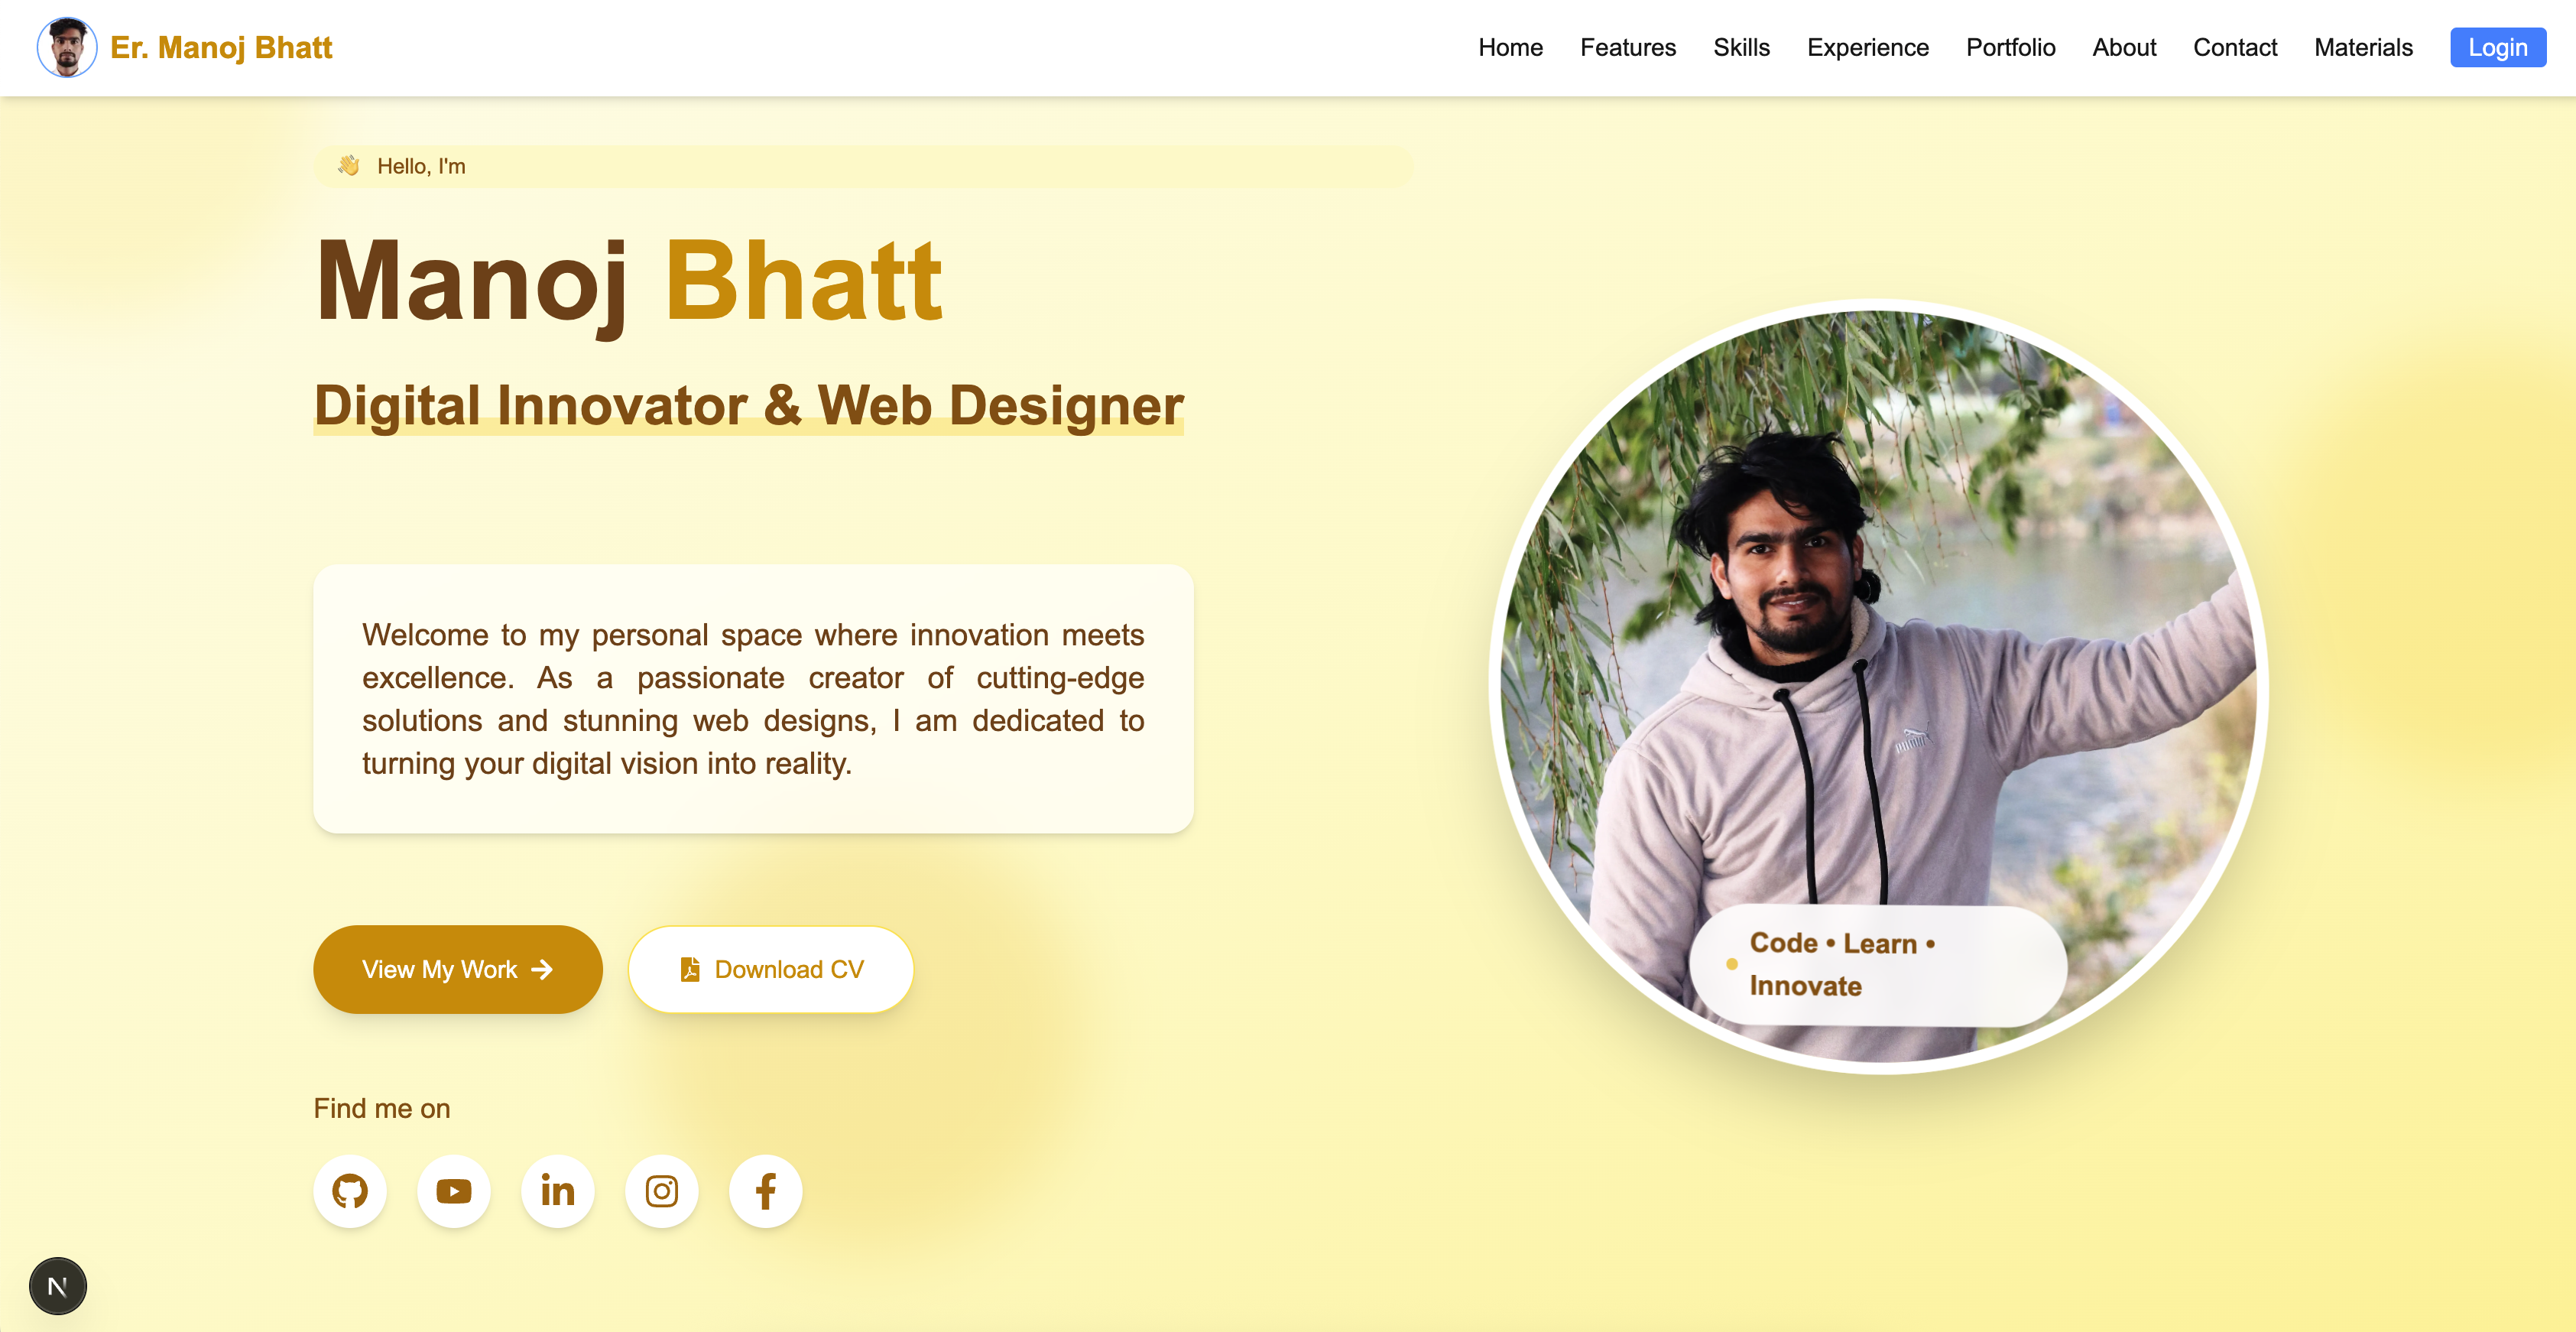 Er. Manoj Bhatt
Home Features Skills Experience Portfolio About Contact Materials Login
👋 Hello, I'm
Manoj Bhatt
Digital Innovator & Web Designer
Welcome to my personal space where innovation meets
excellence. As a passionate creator of cutting-edge
solutions and stunning web designs, I am dedicated to
turning your digital vision into reality.
View My Work →
Download CV
Find me on
PUMA
Code • Learn •
Innovate
N